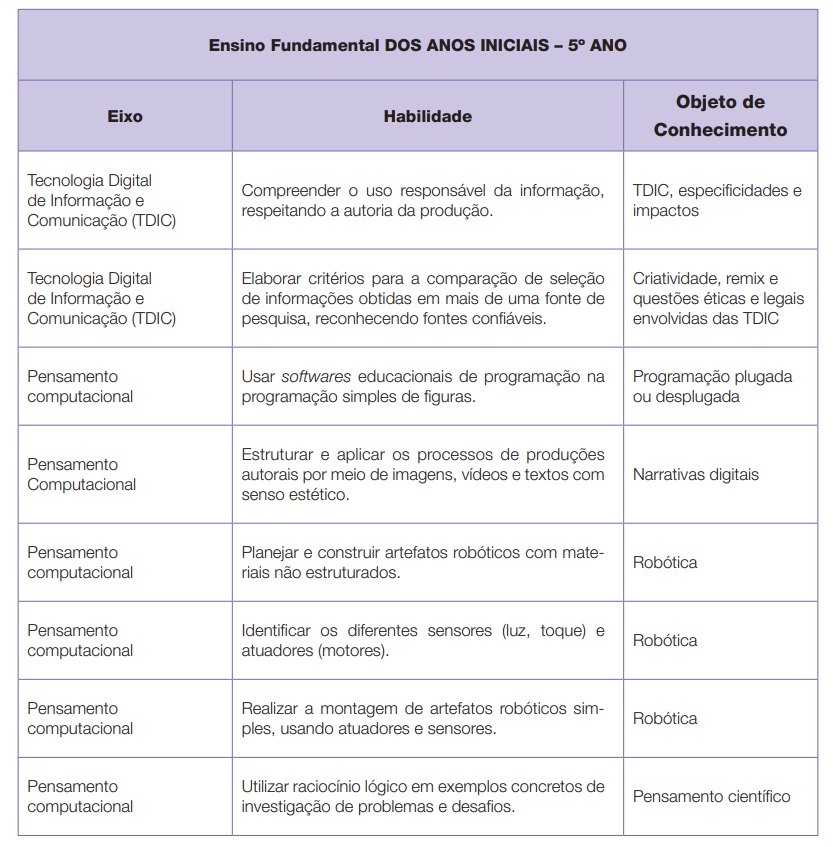 Ensino Fundamental DOS ANOS INICIAIS – 5º ANO
Eixo
Habilidade
Objeto de
Conhecimento
Tecnologia Digital
de Informação e
Comunicação (TDIC)
Compreender o uso responsável da informação,
respeitando a autoria da produção.
TDIC, especificidades e
impactos
Tecnologia Digital
de Informação e
Comunicação (TDIC)
Elaborar critérios para a comparação de seleção
de informações obtidas em mais de uma fonte de
pesquisa, reconhecendo fontes confiáveis.
Criatividade, remix e
questões éticas e legais
envolvidas das TDIC
Pensamento
computacional
Usar softwares educacionais de programação na
programação simples de figuras.
Programação plugada
ou desplugada
Pensamento
Computacional
Estruturar e aplicar os processos de produções
autorais por meio de imagens, vídeos e textos com
senso estético.
Narrativas digitais
Pensamento
computacional
Planejar e construir artefatos robóticos com mate-
riais não estruturados.
Robótica
Pensamento
computacional
Identificar os diferentes sensores (luz, toque) e
atuadores (motores).
Robótica
Pensamento
computacional
Realizar a montagem de artefatos robóticos sim-
ples, usando atuadores e sensores.
Robótica
Pensamento
computacional
Utilizar raciocínio lógico em exemplos concretos de
investigação de problemas e desafios.
Pensamento científico